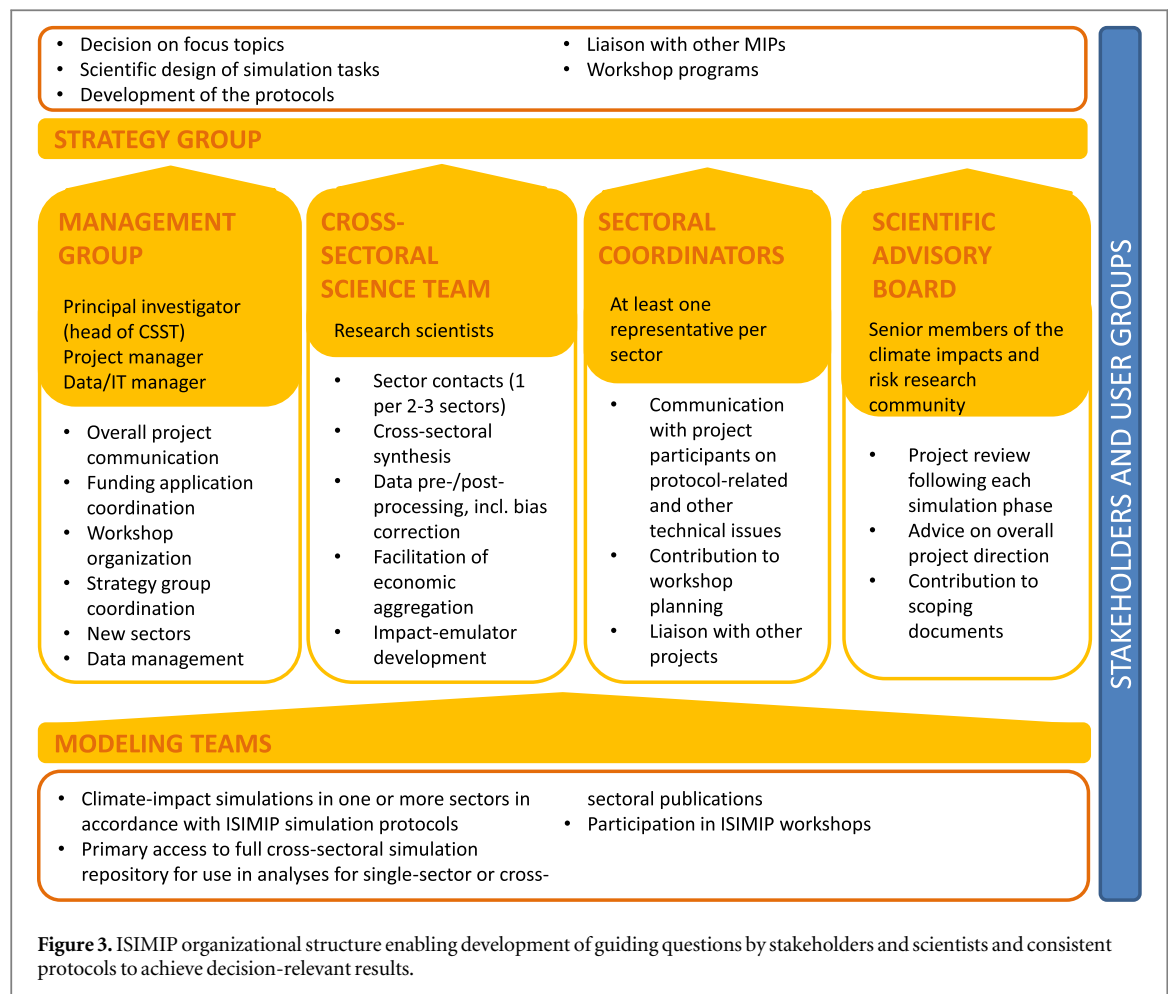 • Decision on focus topics
• Scientific design of simulation tasks
• Development of the protocols
• Liaison with other MIPs
• Workshop programs
STRATEGY GROUP
MANAGEMENT
GROUP
Principal investigator
(head of CSST)
Project manager
Data/IT manager
• Overall project
communication
• Funding application
coordination
• Workshop
organization
• Strategy group
coordination
• New sectors
• Data management
CROSS-
SECTORAL
SCIENCE TEAM
Research scientists
• Sector contacts (1
per 2-3 sectors)
• Cross-sectoral
synthesis
• Data pre-/post-
processing, incl. bias
correction
• Facilitation of
economic
aggregation
• Impact-emulator
development
SECTORAL
COORDINATORS
At least one
representative per
sector
• Communication
with project
participants on
protocol-related
and other
technical issues
• Contribution to
workshop
planning
• Liaison with other
projects
SCIENTIFIC
ADVISORY
BOARD
Senior members of the
climate impacts and
risk research
community
• Project review
following each
simulation phase
• Advice on overall
project direction
• Contribution to
scoping
documents
STAKEHOLDERS AND USER GROUPS
MODELING TEAMS
• Climate-impact simulations in one or more sectors in
accordance with ISIMIP simulation protocols
• Primary access to full cross-sectoral simulation
repository for use in analyses for single-sector or cross-
sectoral publications
• Participation in ISIMIP workshops
Figure 3. ISIMIP organizational structure enabling development of guiding questions by stakeholders and scientists and consistent
protocols to achieve decision-relevant results.